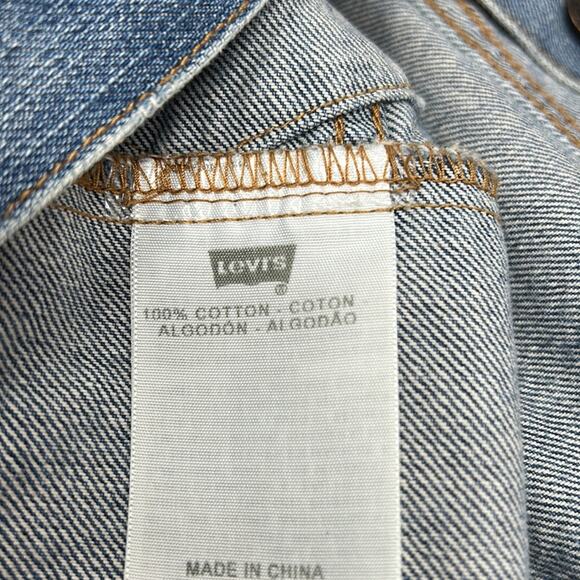 Levi's
®
100% COTTON - COTON -
ALGODÓN - ALGODÃO
MADE IN CHINA